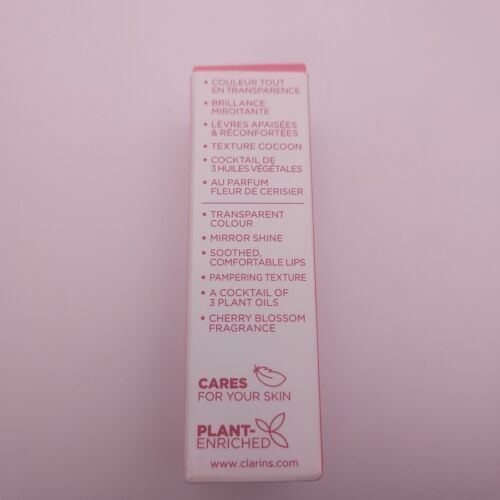 • COULEUR TOUT
EN TRANSPARENCE
• BRILLANCE
MIROITANTE
• LÈVRES APAISÉES
& RÉCONFORTÉES
• TEXTURE COCOON
• COCKTAIL DE
3 HUILES VÉGÉTALES
• AU PARFUM
FLEUR DE CERISIER
• TRANSPARENT
COLOUR
• MIRROR SHINE
• SOOTHED,
COMFORTABLE LIPS
• PAMPERING TEXTURE
• A COCKTAIL OF
3 PLANT OILS
• CHERRY BLOSSOM
FRAGRANCE
CARES
FOR YOUR SKIN
PLANT-
ENRICHED
www.clarins.com